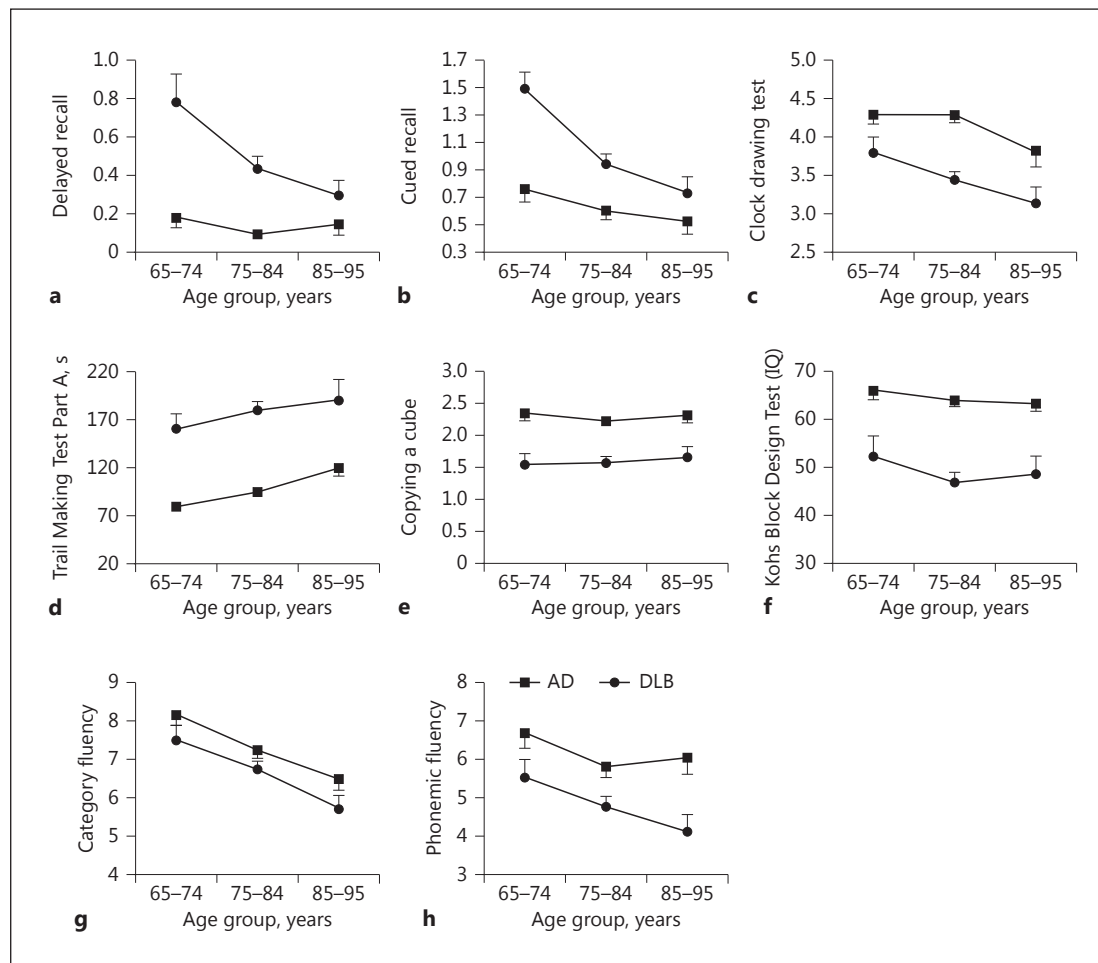 Delayed recall
1.0
0.8
0.6
0.4
0.2
0
65–74 75–84 85–95
Age group, years
a
Cued recall
1.7
1.5
1.3
1.1
0.9
0.7
0.5
0.3
65–74 75–84 85–95
Age group, years
b
Clock drawing test
5.0
4.5
4.0
3.5
3.0
2.5
65–74 75–84 85–95
Age group, years
c
Trail Making Test Part A, s
220
170
120
70
20
65–74 75–84 85–95
Age group, years
d
Copying a cube
3.0
2.5
2.0
1.5
1.0
0.5
0
65–74 75–84 85–95
Age group, years
e
Kohs Block Design Test (IQ)
70
60
50
40
30
65–74 75–84 85–95
Age group, years
f
Category fluency
9
8
7
6
5
4
65–74 75–84 85–95
Age group, years
g
Phonemic fluency
8
7
6
5
4
3
AD DLB
65–74 75–84 85–95
Age group, years
h